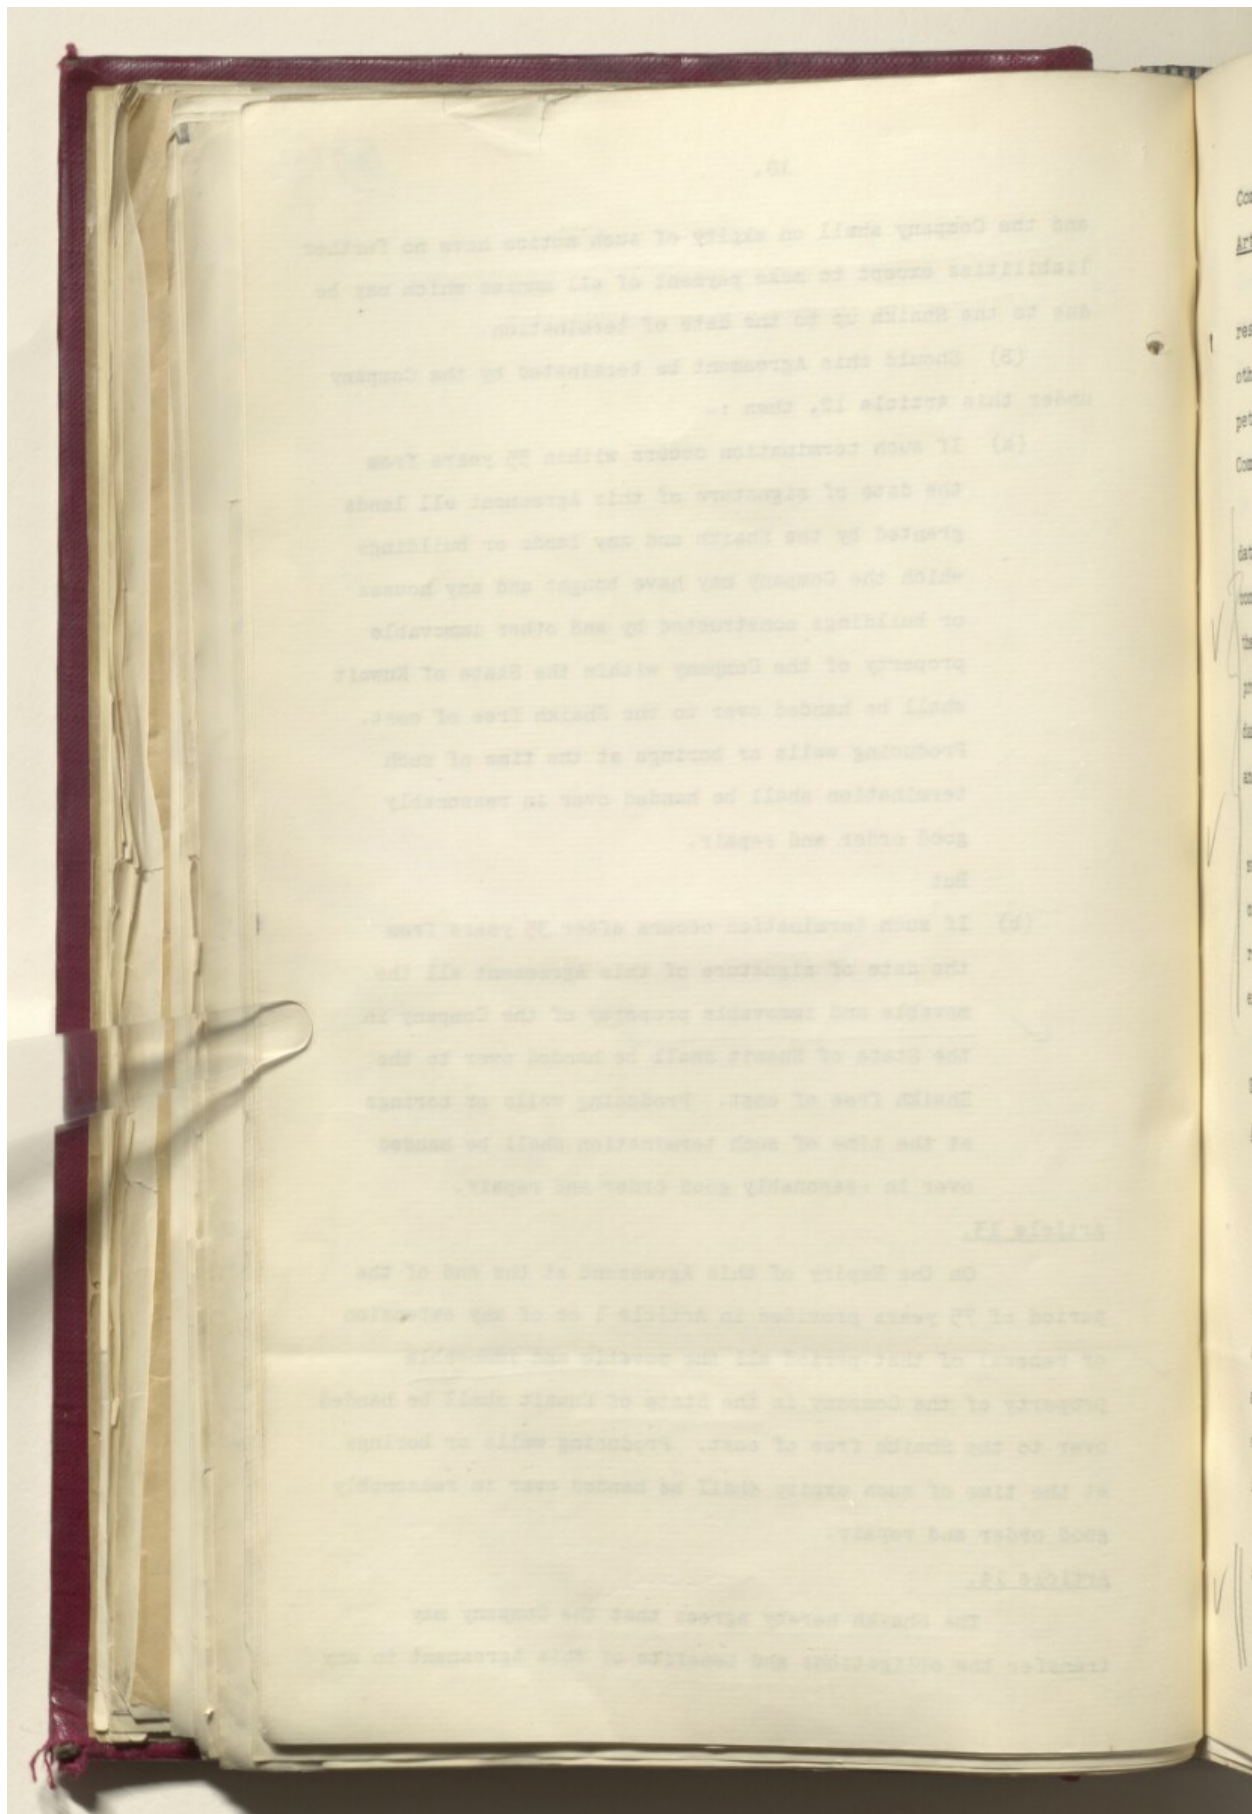 10.
and the Company shall on expiry of such notice have no further
liabilities except to make payment of all moneys which may be
due to the Shaikh up to the date of termination
(B) Should this Agreement be terminated by the Company
under this Article 12, then :-
(a) If such termination occurs within 35 years from
the date of signature of this Agreement all lands
granted by the Shaikh and any lands or buildings
which the Company may have bought and any houses
or buildings constructed by and other immovable
property of the Company within the State of Kuwait
shall be handed over to the Shaikh free of cost.
Producing wells or borings at the time of such
termination shall be handed over in reasonably
good order and repair.
But
(b) If such termination occurs after 35 years from
the date of signature of this Agreement all the
movable and immovable property of the Company in
the State of Kuwait shall be handed over to the
Shaikh free of cost. Producing wells or borings
at the time of such termination shall be handed
over in reasonably good order and repair.
Article 13.
On the Expiry of this Agreement at the end of the
period of 75 years provided in Article 1 or of any extension
or renewal of that period all the movable and immovable
property of the Company in the State of Kuwait shall be handed
over to the Shaikh free of cost. Producing wells or borings
at the time of such expiry shall be handed over in reasonably
good order and repair.
Article 14.
The Shaikh hereby agrees that the Company may
transfer the obligations and benefits of this Agreement to any